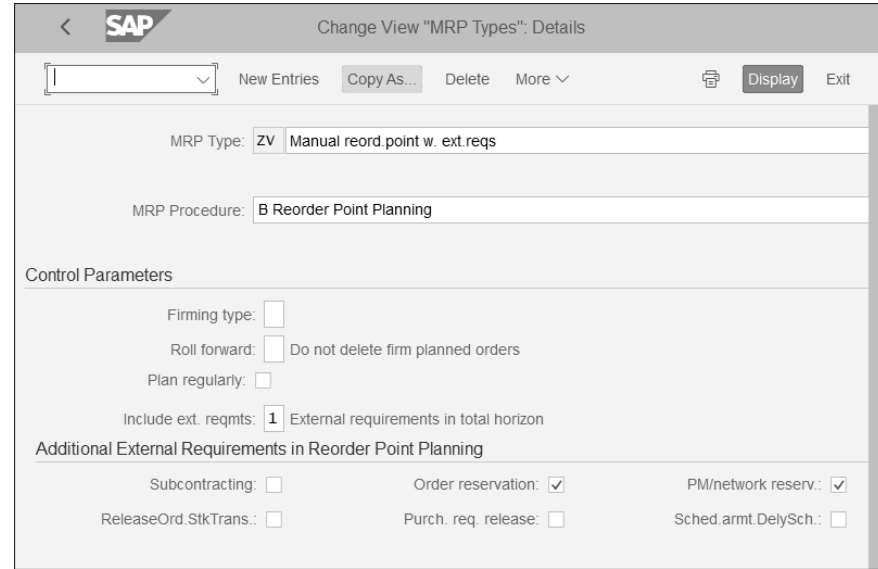 SAP Change View "MRP Types": Details
New Entries Copy As... Delete More Display Exit
MRP Type: ZV Manual reord.point w. ext.reqs
MRP Procedure: B Reorder Point Planning
Control Parameters
Firming type:
Roll forward: Do not delete firm planned orders
Plan regularly:
Include ext. reqmts: 1 External requirements in total horizon
Additional External Requirements in Reorder Point Planning
Subcontracting: Order reservation: PM/network reserv.:
ReleaseOrd.StkTrans.: Purch. req. release: Sched.armt.DelySch.: